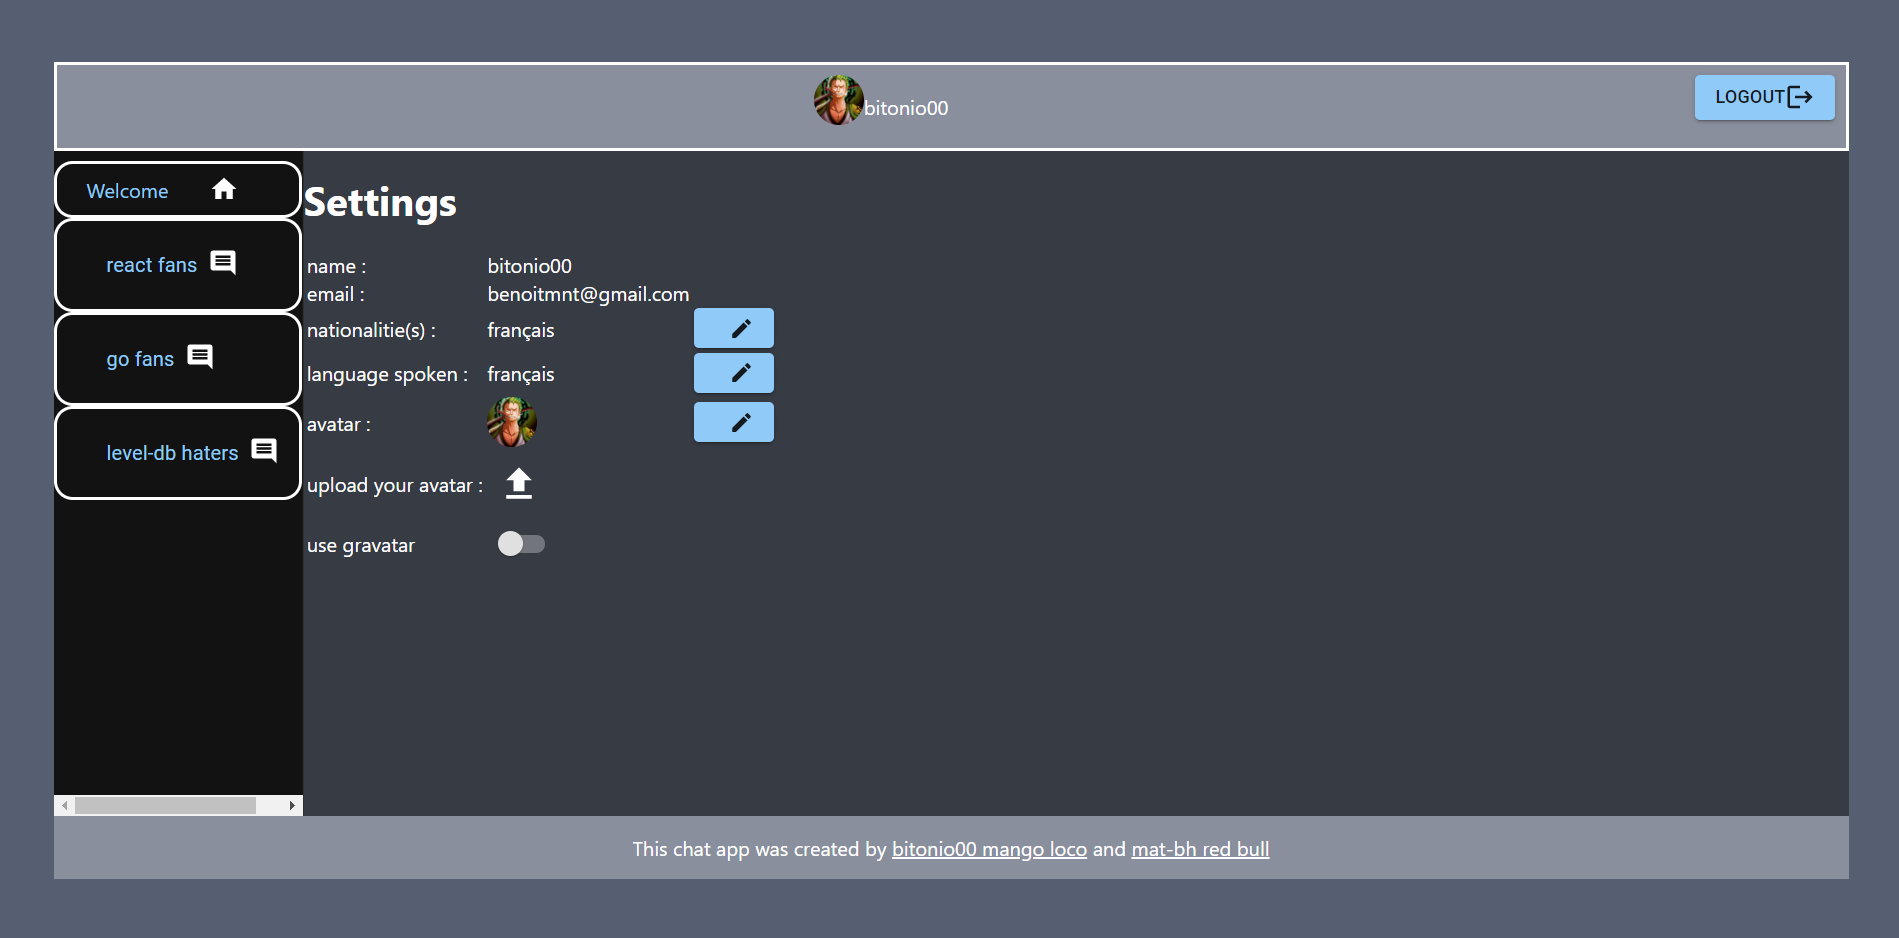 bitonio00
LOGOUT
Welcome
react fans
go fans
level-db haters
Settings
name : bitonio00
email : benoitmnt@gmail.com
nationalitie(s) : français
language spoken : français
avatar :
upload your avatar :
use gravatar
This chat app was created by bitonio00 mango loco and mat-bh red bull